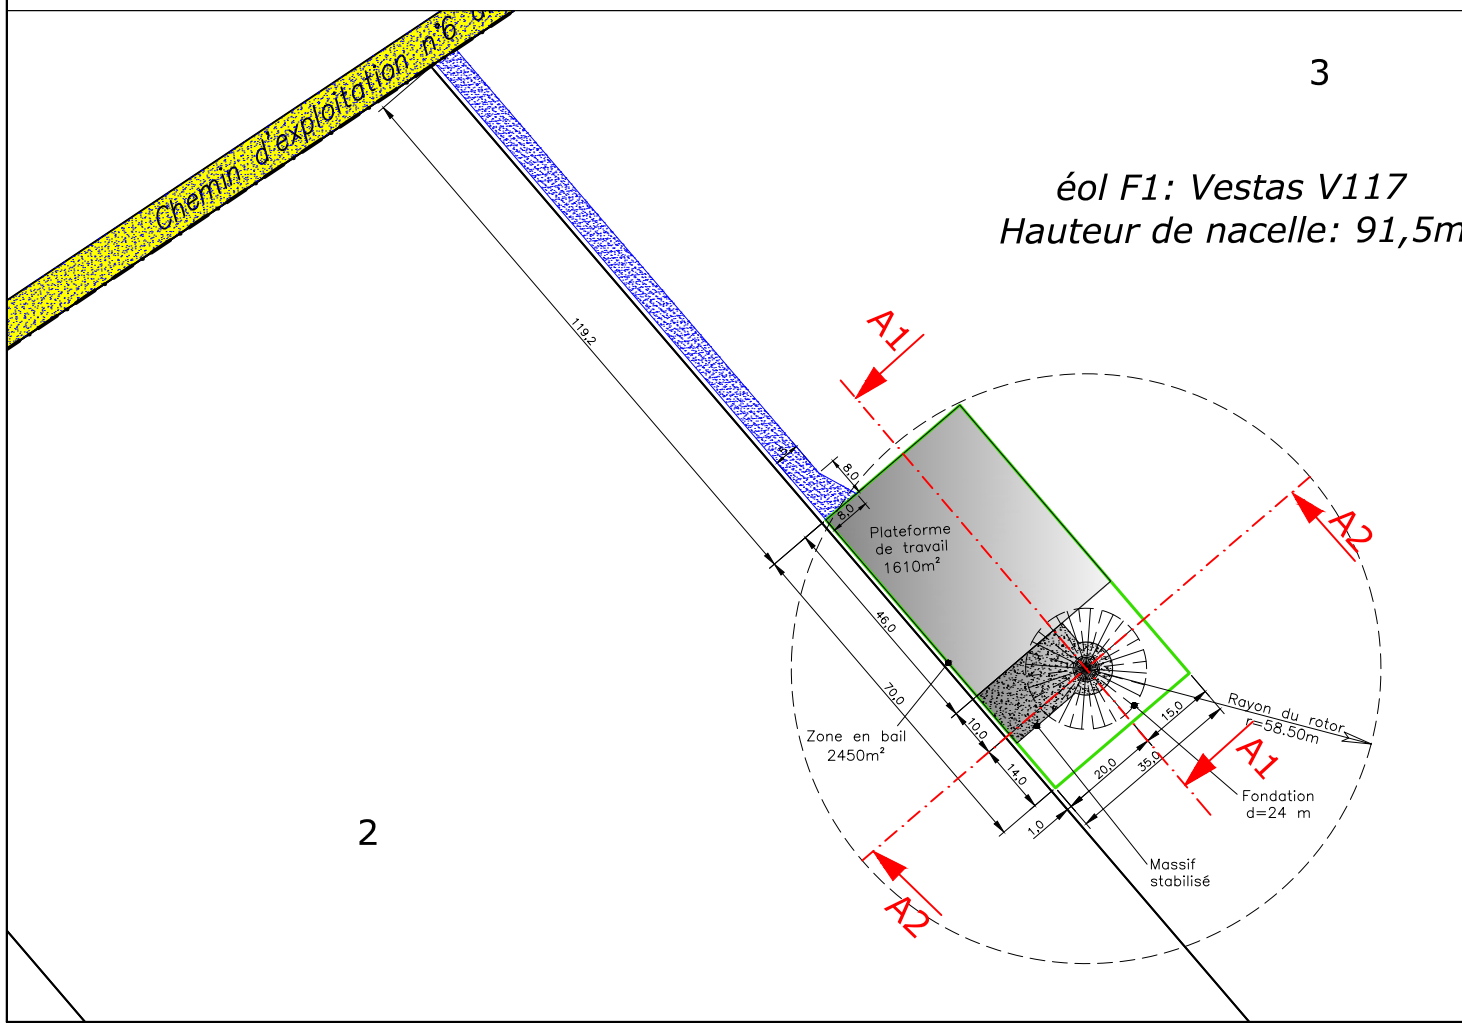 Chemin d'exploitation n°6
3
éol F1: Vestas V117
Hauteur de nacelle: 91,5m
119,2
A1
8,0
8,0
A2
Plateforme
de travail
1610m²
46,0
70,0
Zone en bail
2450m²
10,0
14,0
1,0
15,0
20,0
35,0
Rayon du rotor
r=58.50m
A1
Fondation
d=24 m
Massif
stabilisé
A2
2